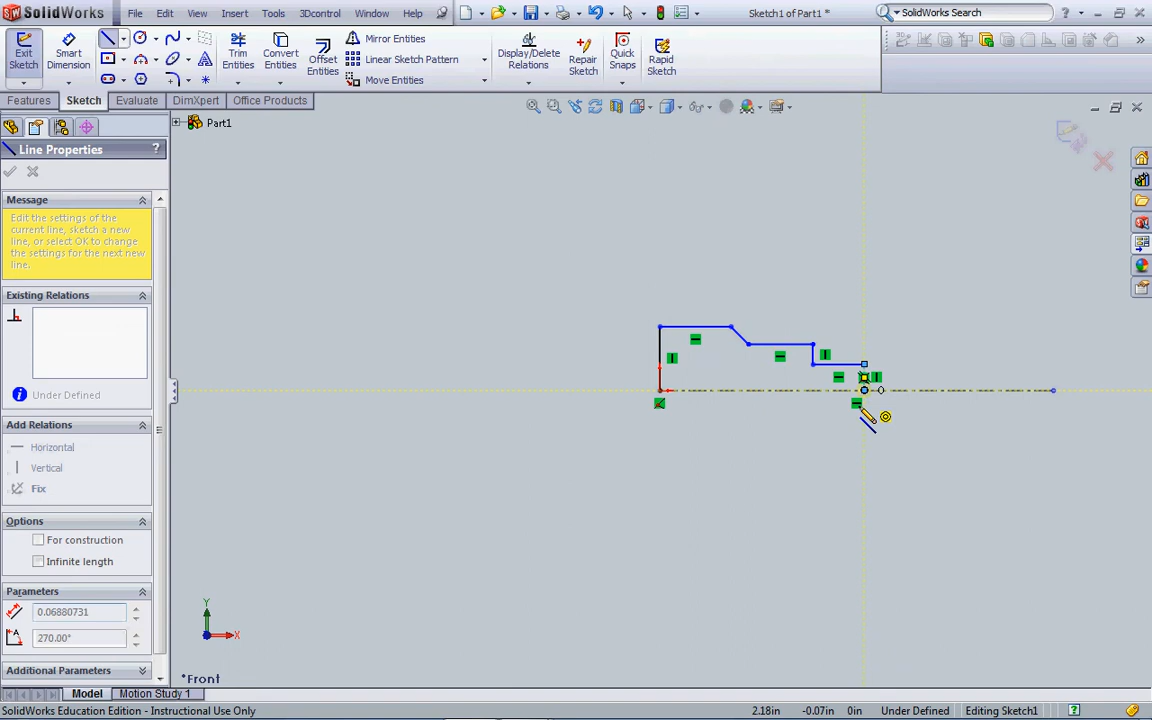 SolidWorks File Edit View Insert Tools 3Dcontrol Window Help Sketch1 of Part1 * SolidWorks Search
Exit Sketch
Smart Dimension
Trim Entities
Convert Entities
Offset Entities
Mirror Entities
Linear Sketch Pattern
Move Entities
Display/Delete Relations
Repair Sketch
Quick Snaps
Rapid Sketch
Features Sketch Evaluate DimXpert Office Products
Part1
Line Properties ?
Message
Edit the settings of the
current line, sketch a new
line, or select OK to change
the settings for the next new
line.
Existing Relations
Under Defined
Add Relations
Horizontal
Vertical
Fix
Options
For construction
Infinite length
Parameters
0.06880731
270.00°
Additional Parameters
Y
X
*Front
Model Motion Study 1
SolidWorks Education Edition - Instructional Use Only 2.18in -0.07in 0in Under Defined Editing Sketch1 ?